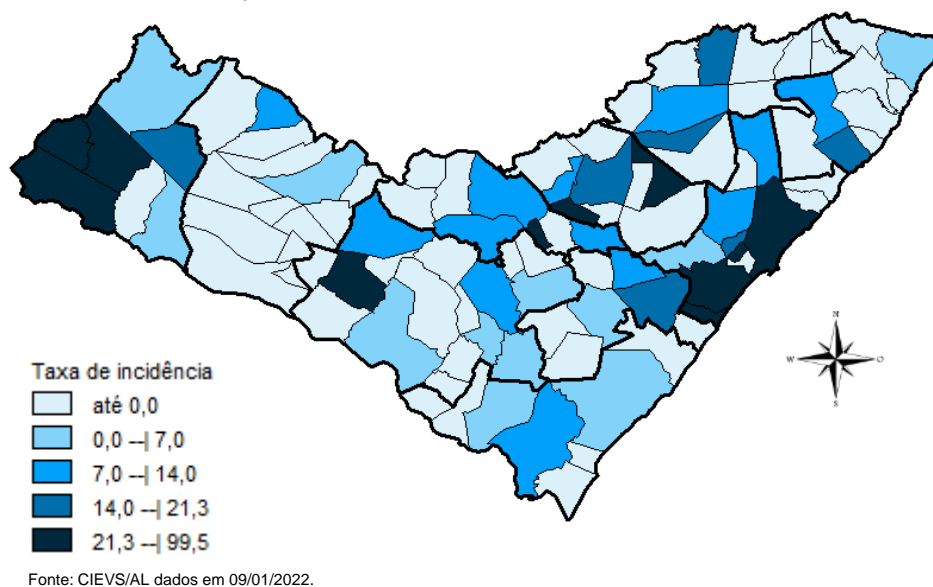 N
W
O
S
Taxa de incidência
até 0,0
0,0 --| 7,0
7,0 --| 14,0
14,0 --| 21,3
21,3 --| 99,5
Fonte: CIEVS/AL dados em 09/01/2022.